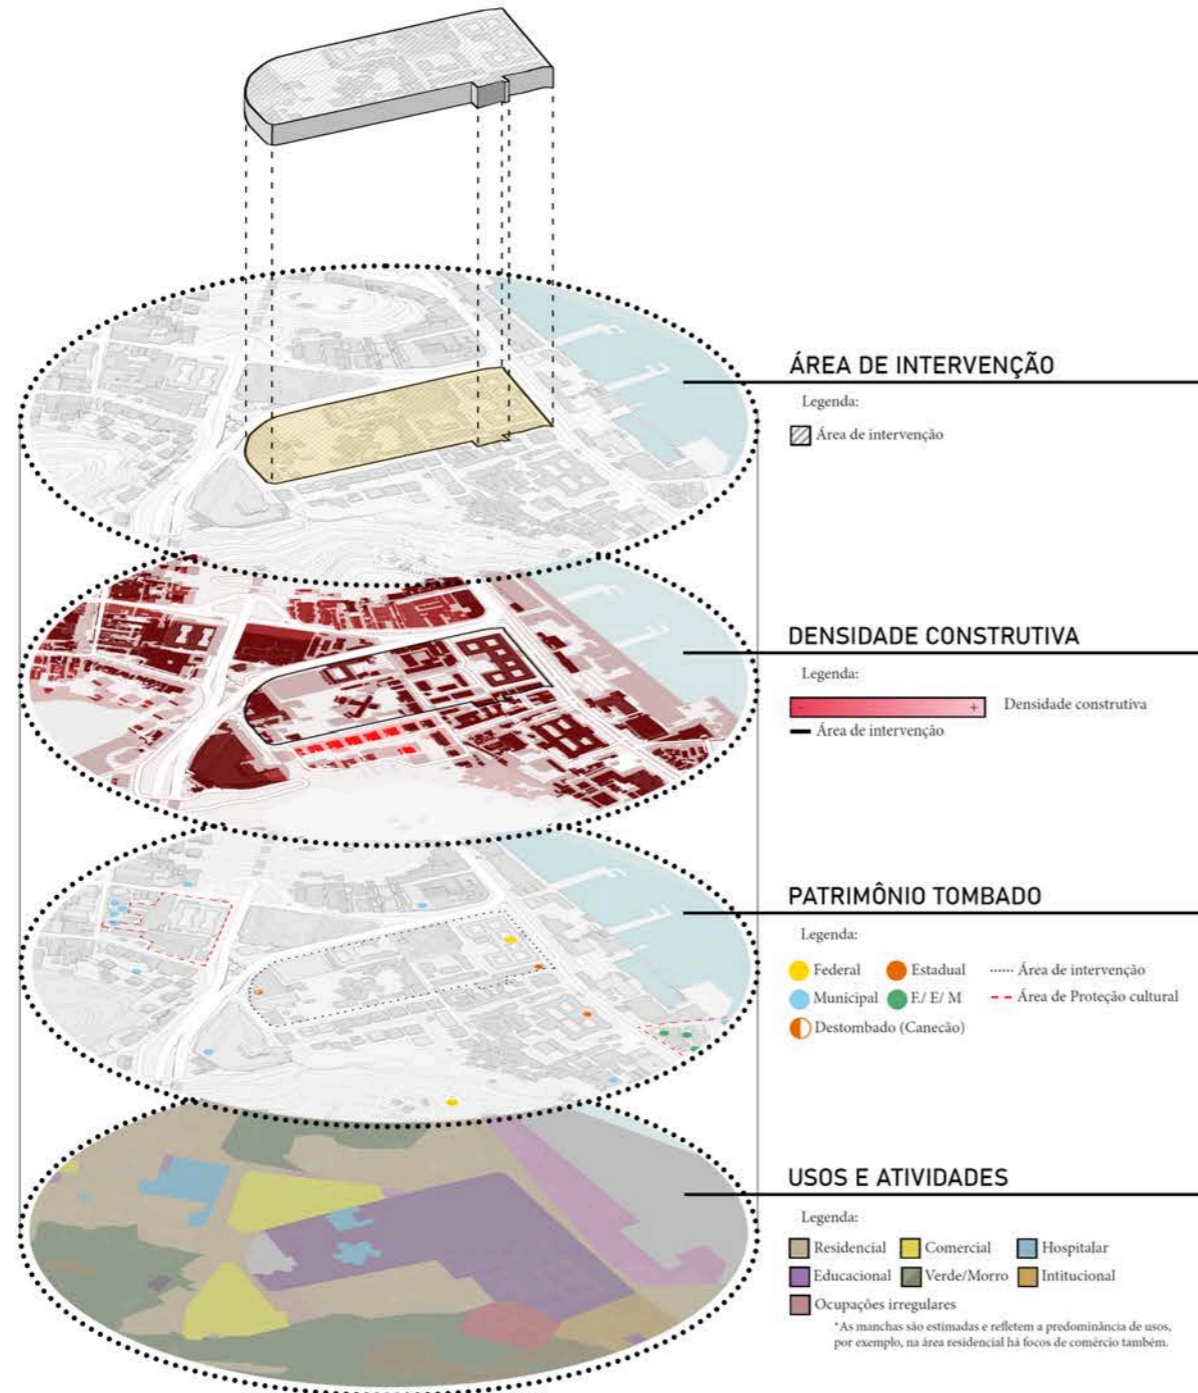 ÁREA DE INTERVENÇÃO
Legenda:
Área de intervenção
DENSIDADE CONSTRUTIVA
Legenda:
- + Densidade construtiva
Área de intervenção
PATRIMÔNIO TOMBADO
Legenda:
Federal Estadual Área de intervenção
Municipal F./ E/ M Área de Proteção cultural
Destombado (Canecão)
USOS E ATIVIDADES
Legenda:
Residencial Comercial Hospitalar
Educacional Verde/Morro Intitucional
Ocupações irregulares
*As manchas são estimadas e refletem a predominância de usos,
por exemplo, na área residencial há focos de comércio também.